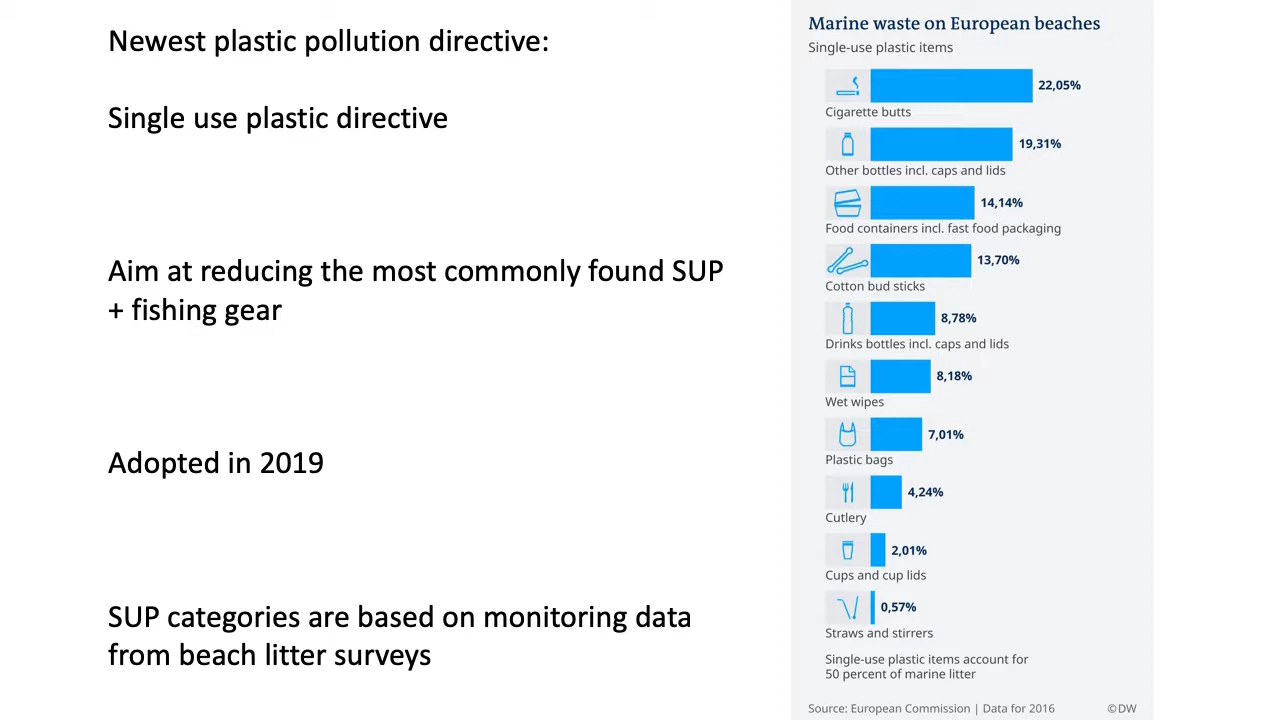 Newest plastic pollution directive:
Single use plastic directive
Aim at reducing the most commonly found SUP
+ fishing gear
Adopted in 2019
SUP categories are based on monitoring data
from beach litter surveys
Marine waste on European beaches
Single-use plastic items
22,05%
Cigarette butts
19,31%
Other bottles incl. caps and lids
14,14%
Food containers incl. fast food packaging
13,70%
Cotton bud sticks
8,78%
Drinks bottles incl. caps and lids
8,18%
Wet wipes
7,01%
Plastic bags
4,24%
Cutlery
2,01%
Cups and cup lids
0,57%
Straws and stirrers
Single-use plastic items account for
50 percent of marine litter
Source: European Commission | Data for 2016 ©DW